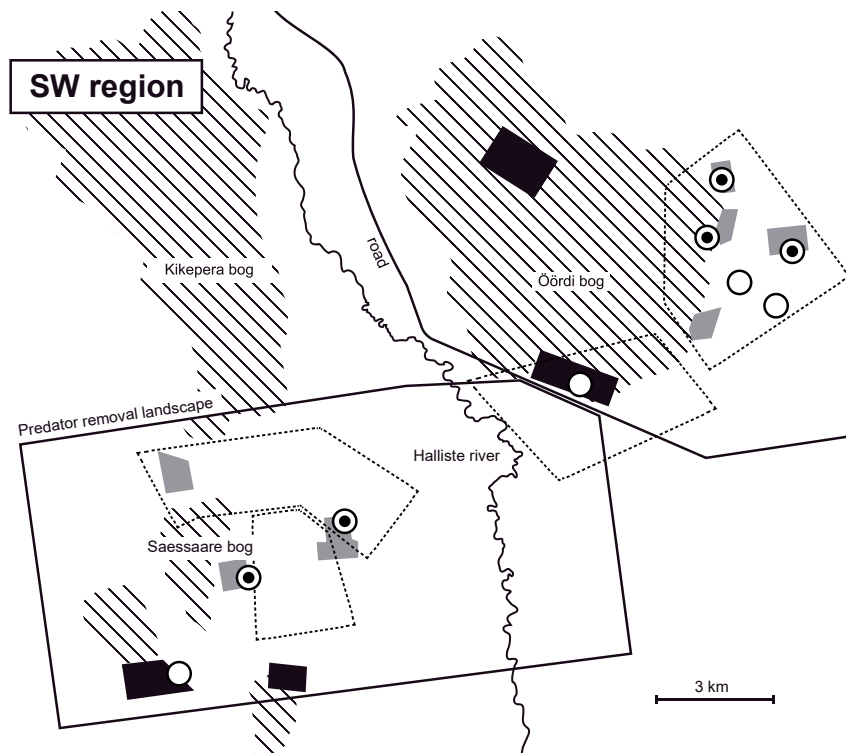 SW region
road
Kikepera bog
Öördi bog
Predator removal landscape
Halliste river
Saessaare bog
3 km